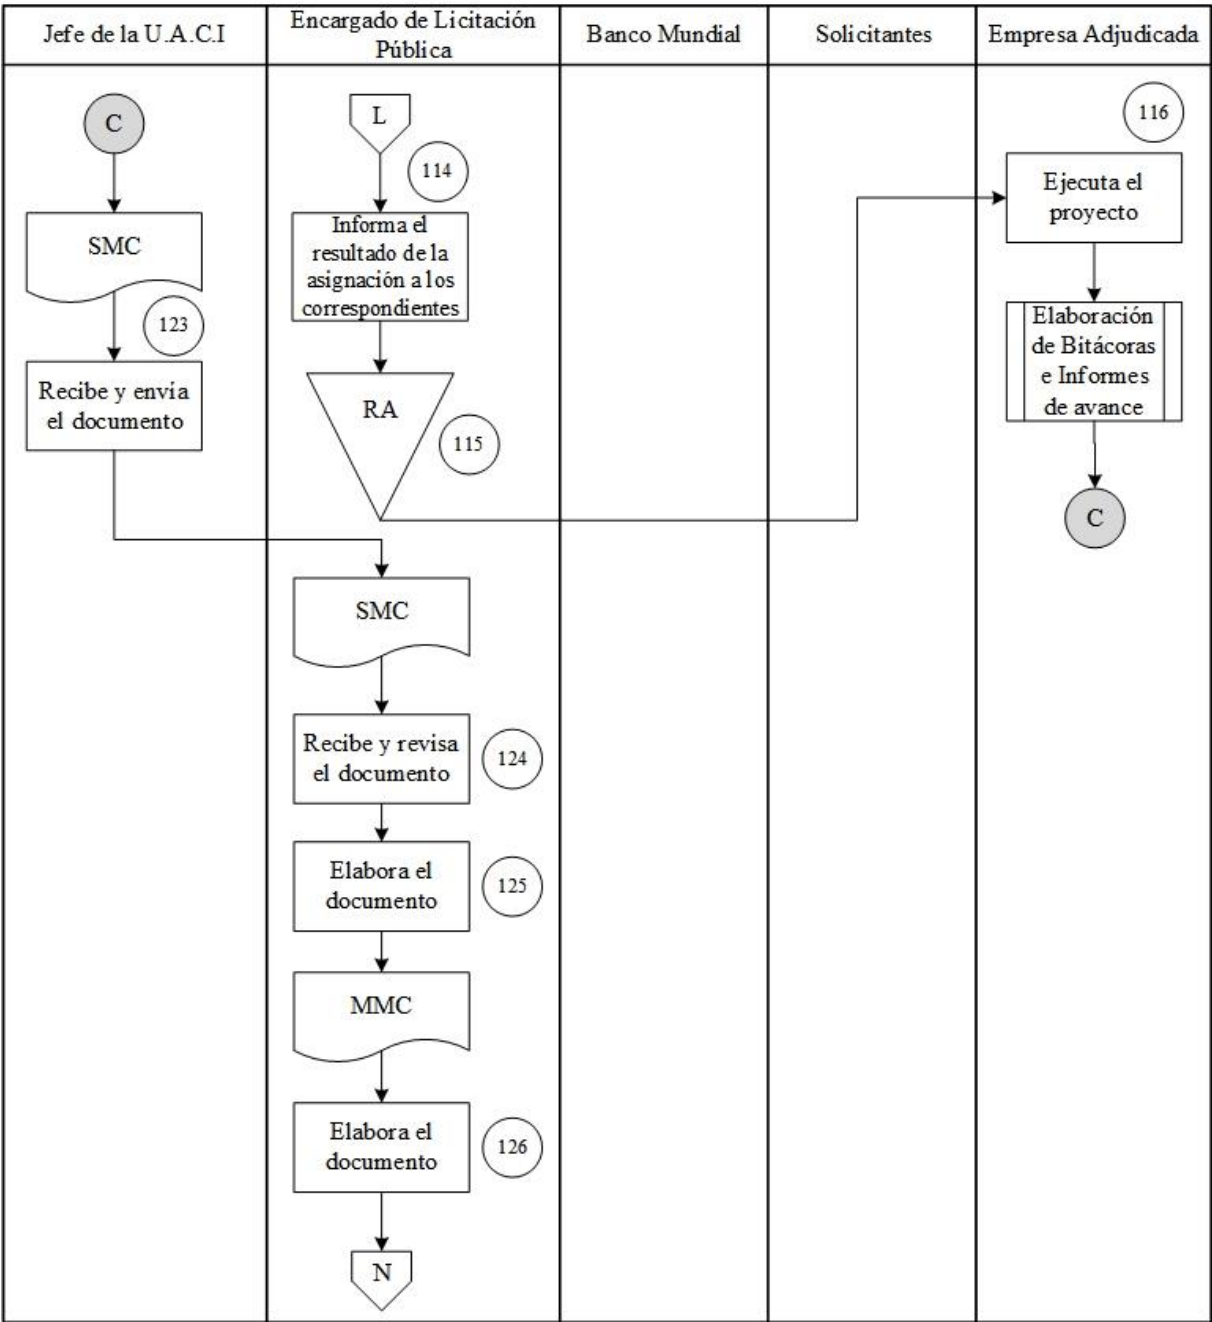 Jefe de la U.A.C.I
Encargado de Licitación
Pública
Banco Mundial
Solicitantes
Empresa Adjudicada
C
SMC
123
Recibe y envía
el documento
L
114
Informa el
resultado de la
asignación a los
correspondientes
RA
115
SMC
Recibe y revisa
el documento
124
Elabora el
documento
125
MMC
Elabora el
documento
126
N
116
Ejecuta el
proyecto
Elaboración
de Bitácoras
e Informes
de avance
C